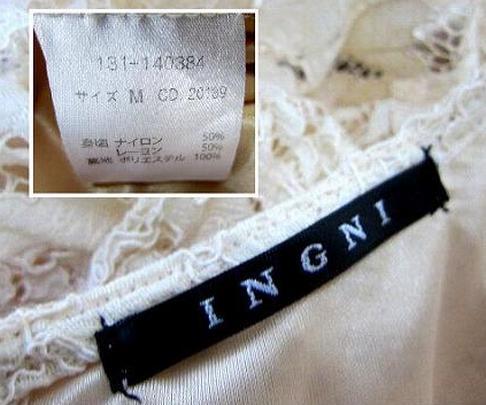 131-140384
サイズ M CD 20139
身頃 ナイロン 50%
レーヨン 50%
裏地 ポリエステル 100%
INGNI